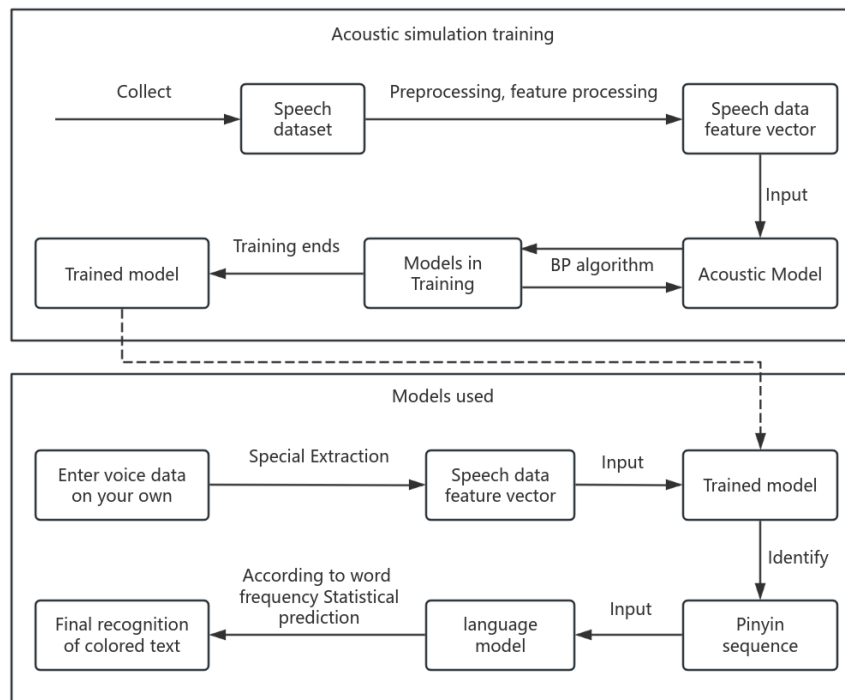 Acoustic simulation training
Collect
Speech
dataset
Preprocessing, feature processing
Speech data
feature vector
Input
Acoustic Model
BP algorithm
Models in
Training
Training ends
Trained model
Models used
Enter voice data
on your own
Special Extraction
Speech data
feature vector
Input
Trained model
Identify
Pinyin
sequence
Input
language
model
According to word
frequency Statistical
prediction
Final recognition
of colored text